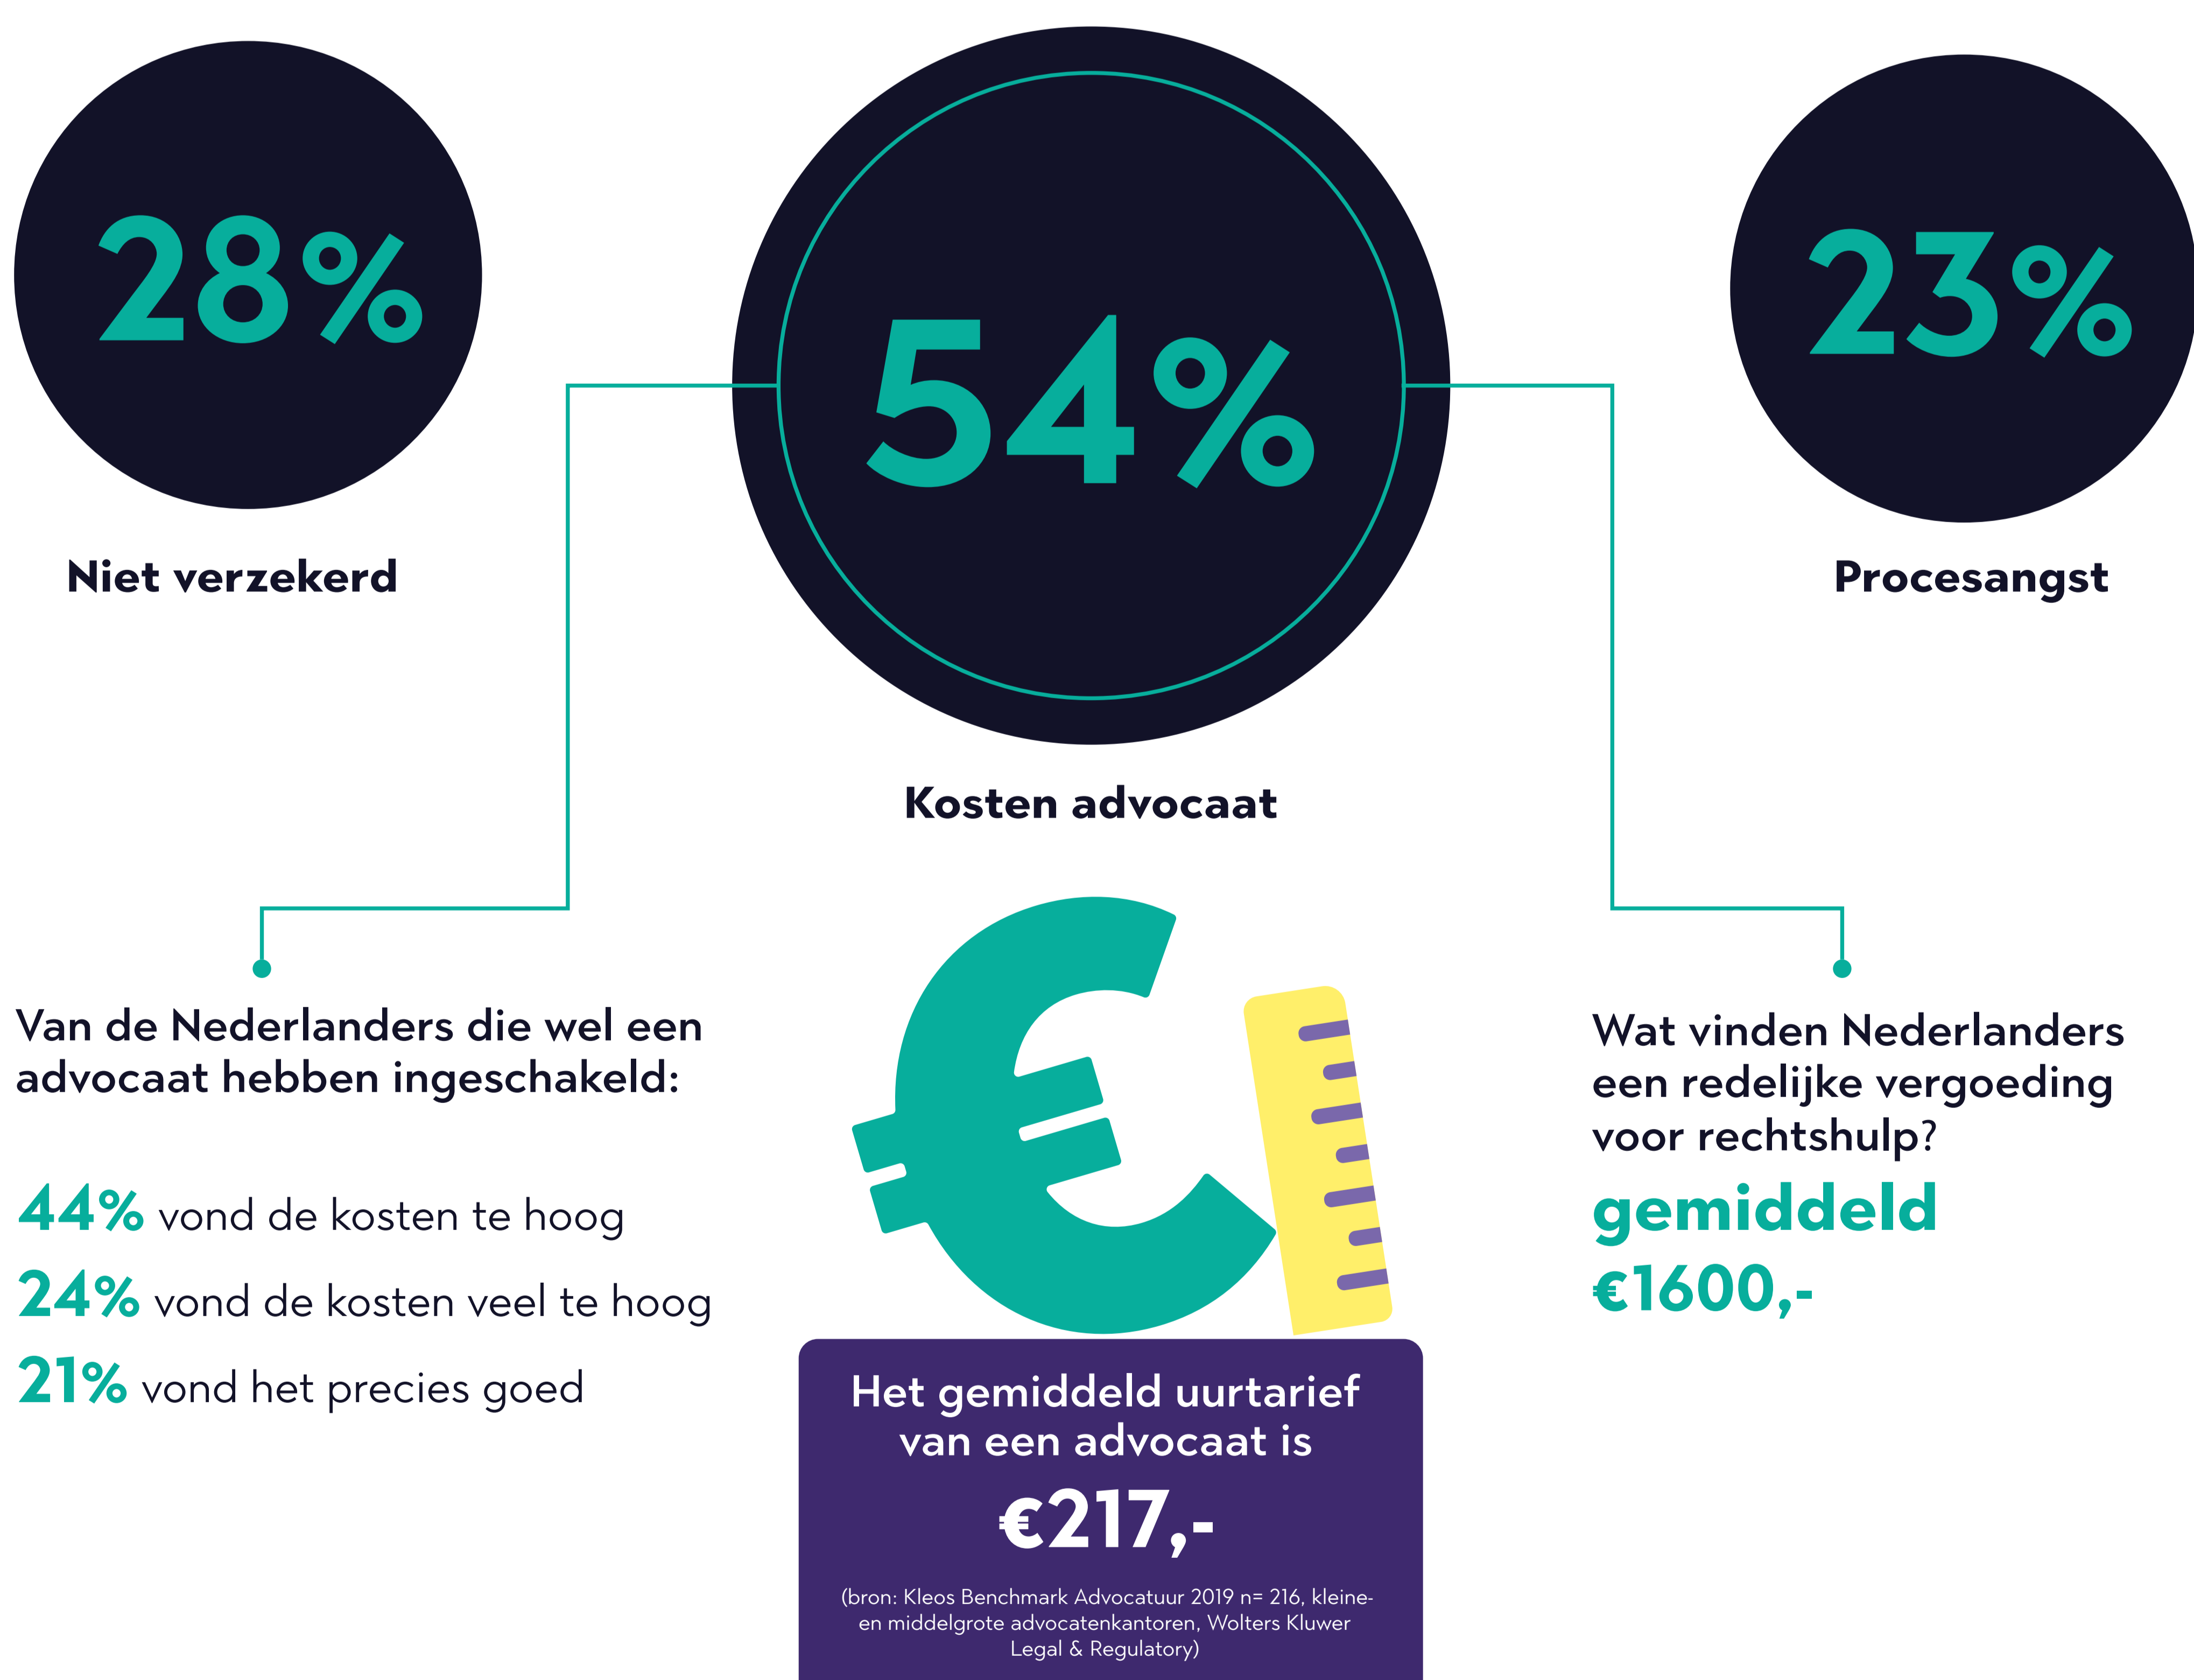 28%
Niet verzekerd
54%
Kosten advocaat
23%
Procesangst
Van de Nederlanders die wel een
advocaat hebben ingeschakeld:
44% vond de kosten te hoog
24% vond de kosten veel te hoog
21% vond het precies goed
Het gemiddeld uurtarief
van een advocaat is
€217,-
(bron: Kleos Benchmark Advocatuur 2019 n= 216, kleine-
en middelgrote advocatenkantoren, Wolters Kluwer
Legal & Regulatory)
Wat vinden Nederlanders
een redelijke vergoeding
voor rechtshulp?
gemiddeld
€1600,-